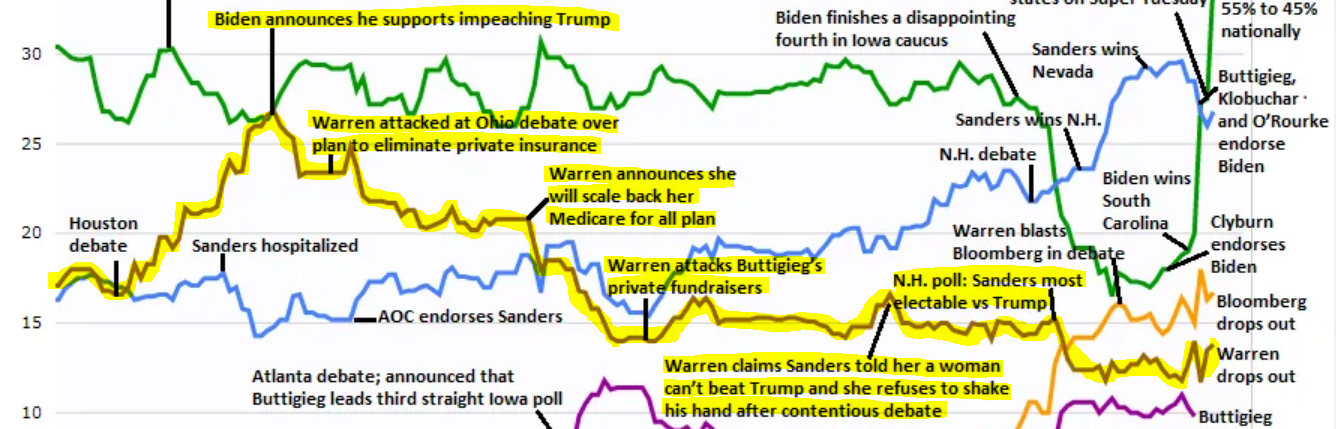 states on Super Tuesday
55% to 45%
nationally
Biden announces he supports impeaching Trump
Biden finishes a disappointing
fourth in Iowa caucus
Sanders wins
Nevada
30
Buttigieg,
Klobuchar
and O'Rourke
endorse
Biden
Warren attacked at Ohio debate over
plan to eliminate private insurance
Sanders wins N.H.
25
N.H. debate
Warren announces she
will scale back her
Medicare for all plan
Biden wins
South
Carolina
Houston
debate
Sanders hospitalized
20
Warren blasts
Bloomberg in debate
Clyburn
endorses
Biden
Warren attacks Buttigieg's
private fundraisers
N.H. poll: Sanders most
electable vs Trump
Bloomberg
drops out
15
AOC endorses Sanders
Warren
drops out
Warren claims Sanders told her a woman
can't beat Trump and she refuses to shake
his hand after contentious debate
Atlanta debate; announced that
Buttigieg leads third straight Iowa poll
10
Buttigieg